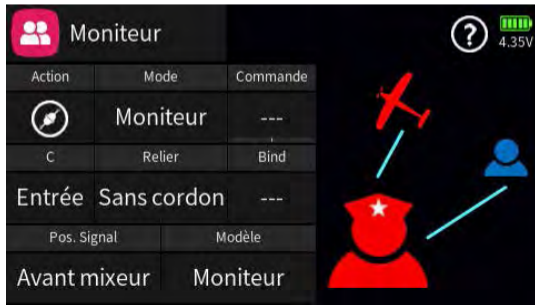 Moniteur
?
4.35V
Action Mode Commande
Moniteur ---
C Relier Bind
Entrée Sans cordon ---
Pos. Signal Modèle
Avant mixeur Moniteur